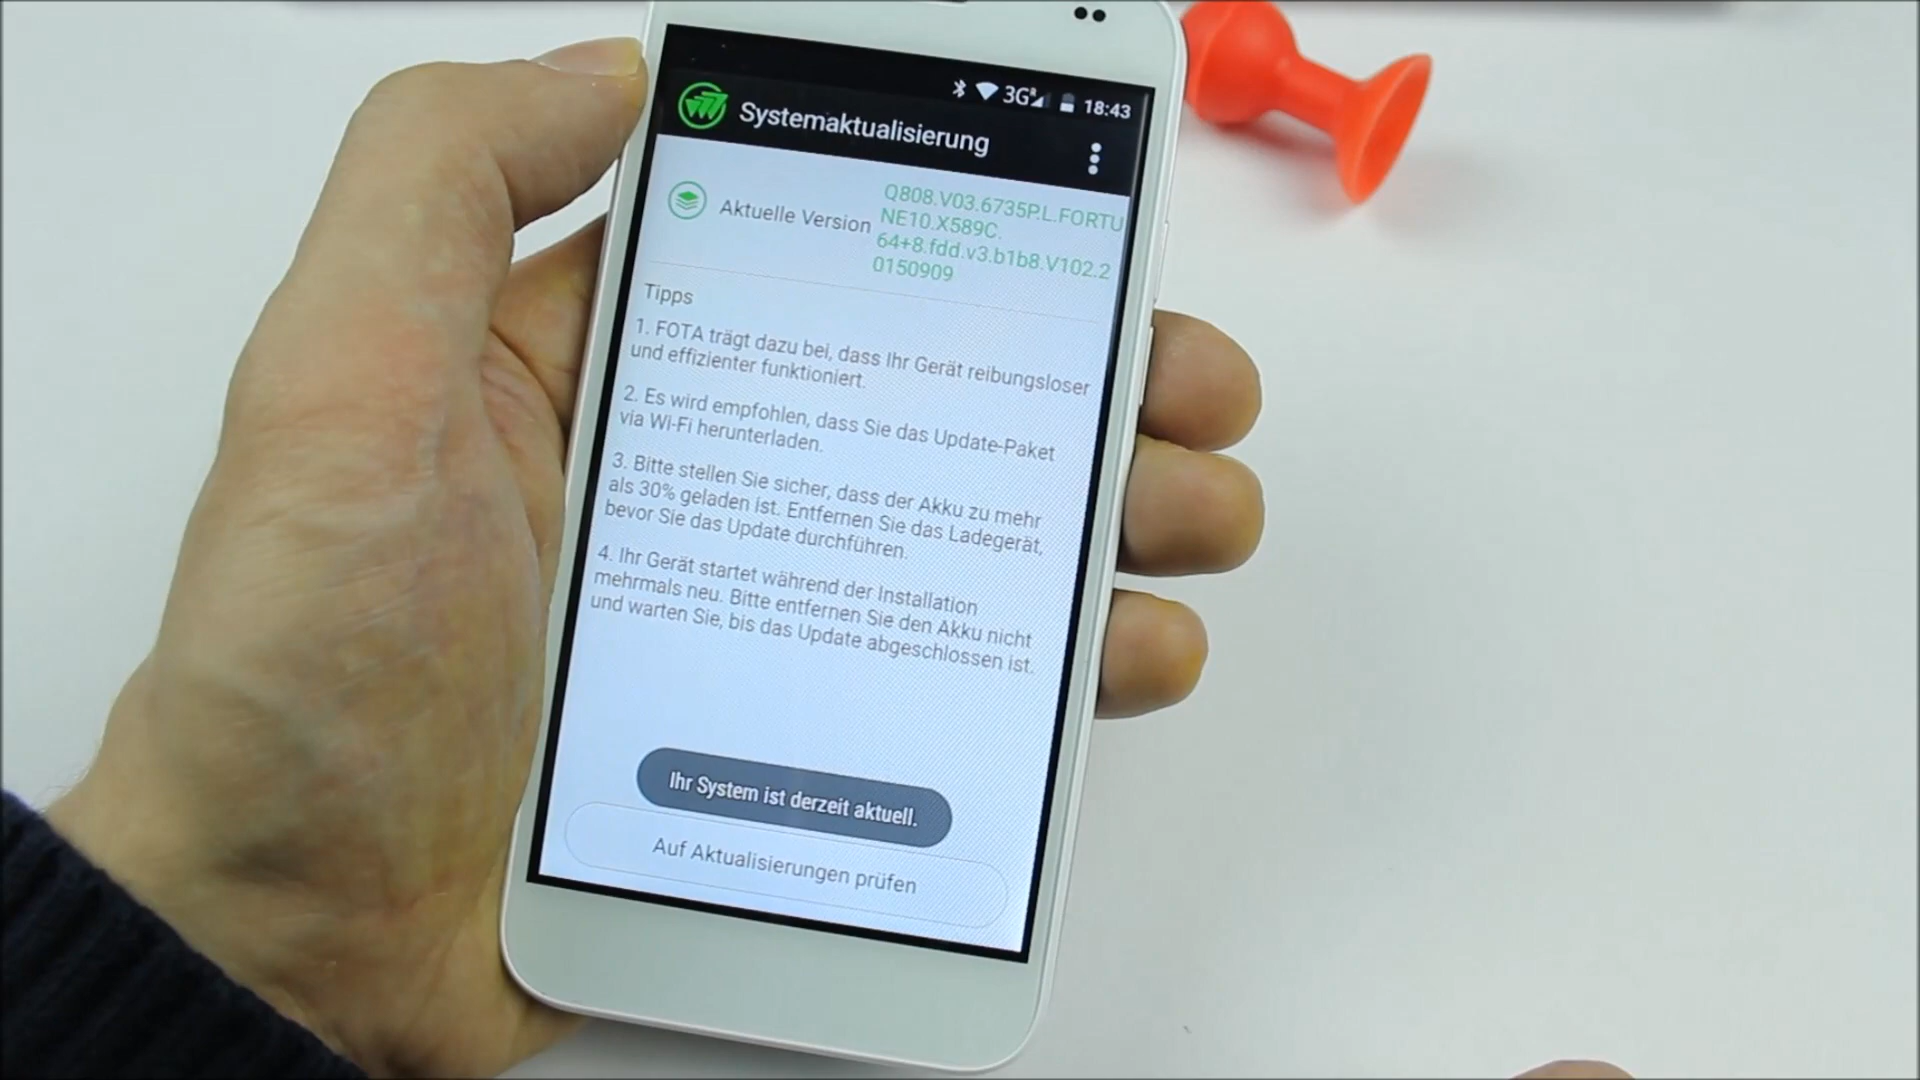 3G R 18:43
Systemaktualisierung
Aktuelle Version
Q808.V03.6735P.L.FORTU
NE10.X589C.
64+8.fdd.v3.b1b8.V102.2
0150909
Tipps
1. FOTA trägt dazu bei, dass Ihr Gerät reibungsloser
und effizienter funktioniert.
2. Es wird empfohlen, dass Sie das Update-Paket
via Wi-Fi herunterladen.
3. Bitte stellen Sie sicher, dass der Akku zu mehr
als 30% geladen ist. Entfernen Sie das Ladegerät,
bevor Sie das Update durchführen.
4. Ihr Gerät startet während der Installation
mehrmals neu. Bitte entfernen Sie den Akku nicht
und warten Sie, bis das Update abgeschlossen ist.
Ihr System ist derzeit aktuell.
Auf Aktualisierungen prüfen